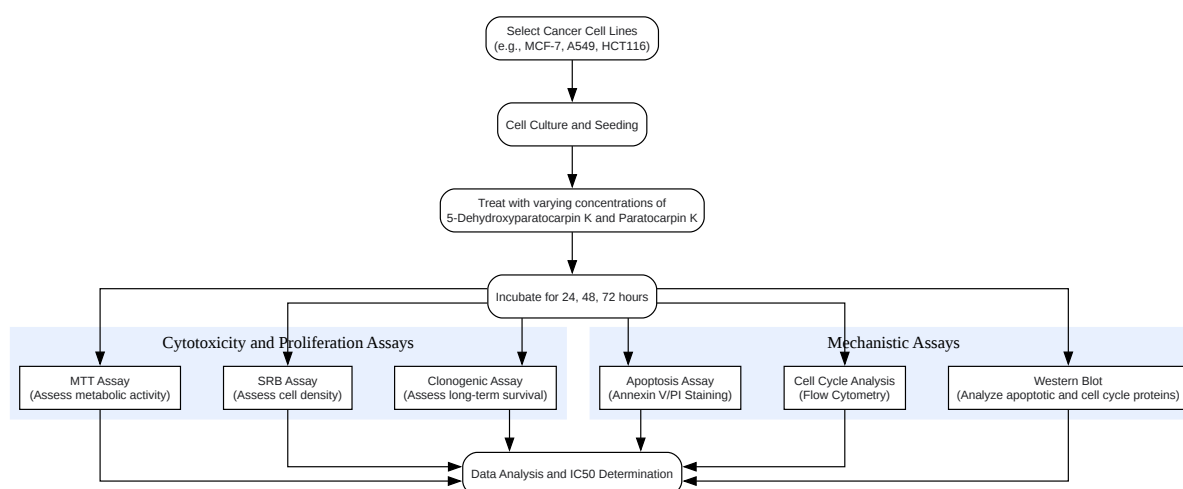 Select Cancer Cell Lines
(e.g., MCF-7, A549, HCT116)
Cell Culture and Seeding
Treat with varying concentrations of
5-Dehydroxyparatocarpin K and Paratocarpin K
Incubate for 24, 48, 72 hours
Cytotoxicity and Proliferation Assays
MTT Assay
(Assess metabolic activity)
SRB Assay
(Assess cell density)
Clonogenic Assay
(Assess long-term survival)
Mechanistic Assays
Apoptosis Assay
(Annexin V/PI Staining)
Cell Cycle Analysis
(Flow Cytometry)
Western Blot
(Analyze apoptotic and cell cycle proteins)
Data Analysis and IC50 Determination